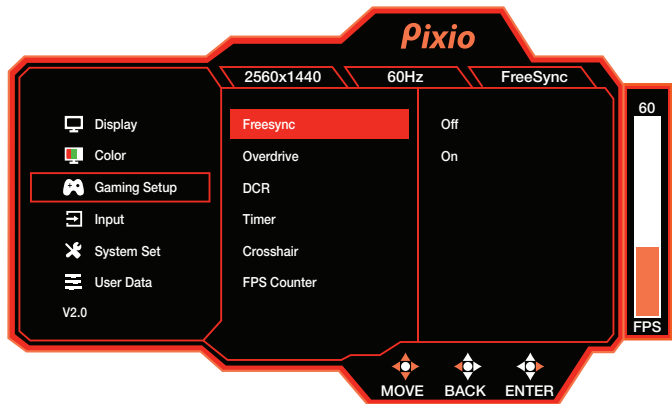 Pixio
2560x1440 60Hz FreeSync
60
Display
Color
Gaming Setup
Input
System Set
User Data
V2.0
Freesync
Overdrive
DCR
Timer
Crosshair
FPS Counter
Off
On
FPS
MOVE BACK ENTER